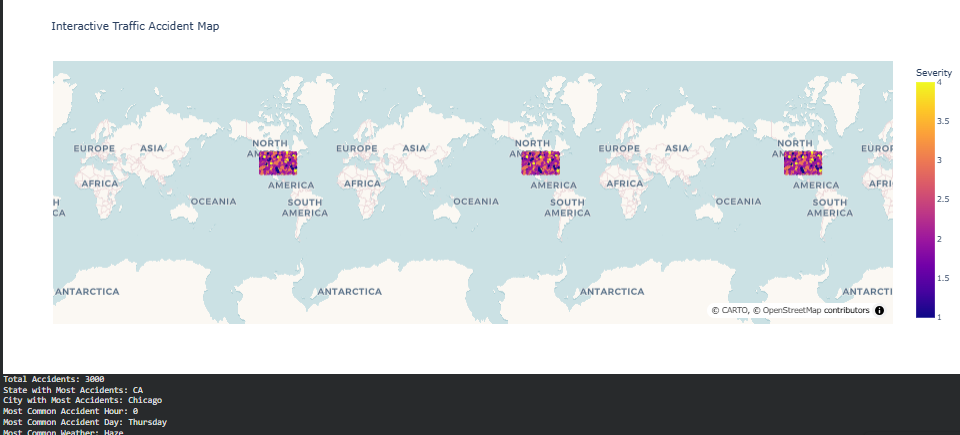 Interactive Traffic Accident Map
Severity
4
3.5
3
2.5
2
1.5
1
NORTH
AMERICA
EUROPE
ASIA
AFRICA
AMERICA
OCEANIA
SOUTH
AMERICA
ANTARCTICA
NORTH
EUROPE
ASIA
AFRICA
AMERICA
OCEANIA
SOUTH
AMERICA
ANTARCTICA
NORTH
EUROPE
ASIA
AFRICA
AMERICA
OCEANIA
SOUTH
AMERICA
ANTARCTICA
EUROP
AFRI
ANTARCTI
© CARTO, © OpenStreetMap contributors
Total Accidents: 3000
State with Most Accidents: CA
City with Most Accidents: Chicago
Most Common Accident Hour: 0
Most Common Accident Day: Thursday
Most Common Weather: Haze